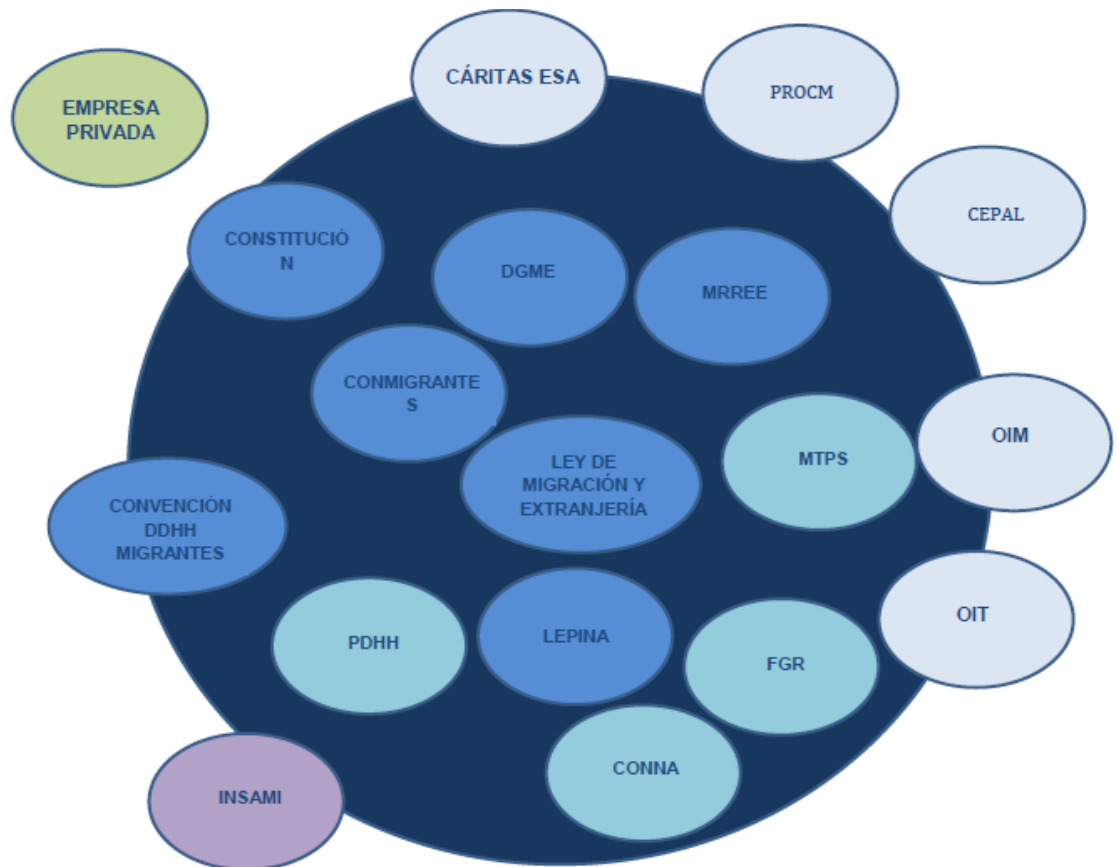 CÁRITAS ESA
PROCM
EMPRESA
PRIVADA
CEPAL
CONSTITUCIÓ
N
DGME
MRREE
CONMIGRANTE
S
OIM
MTPS
LEY DE
MIGRACIÓN Y
EXTRANJERÍA
CONVENCIÓN
DDHH
MIGRANTES
OIT
PDHH
LEPINA
FGR
CONNA
INSAMI